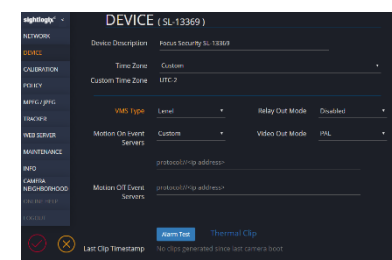 sightlogix <
DEVICE ( SL-13369 )
NETWORK
DEVICE
CALIBRATION
POLICY
MPEG / JPEG
TRACKER
WEB SERVER
MAINTENANCE
INFO
CAMERA
NEIGHBORHOOD
LOG OUT
Device Description Focus Security SL-13369
Time Zone Custom
Custom Time Zone UTC-2
VMS Type Lenel Relay Out Mode Disabled
Motion On Event Servers Custom Video Out Mode PAL
protocol://<ip address>
Motion Off Event Servers protocol://<ip address>
Alarm Test Thermal Clip
Last Clip Timestamp No clips generated since last camera boot